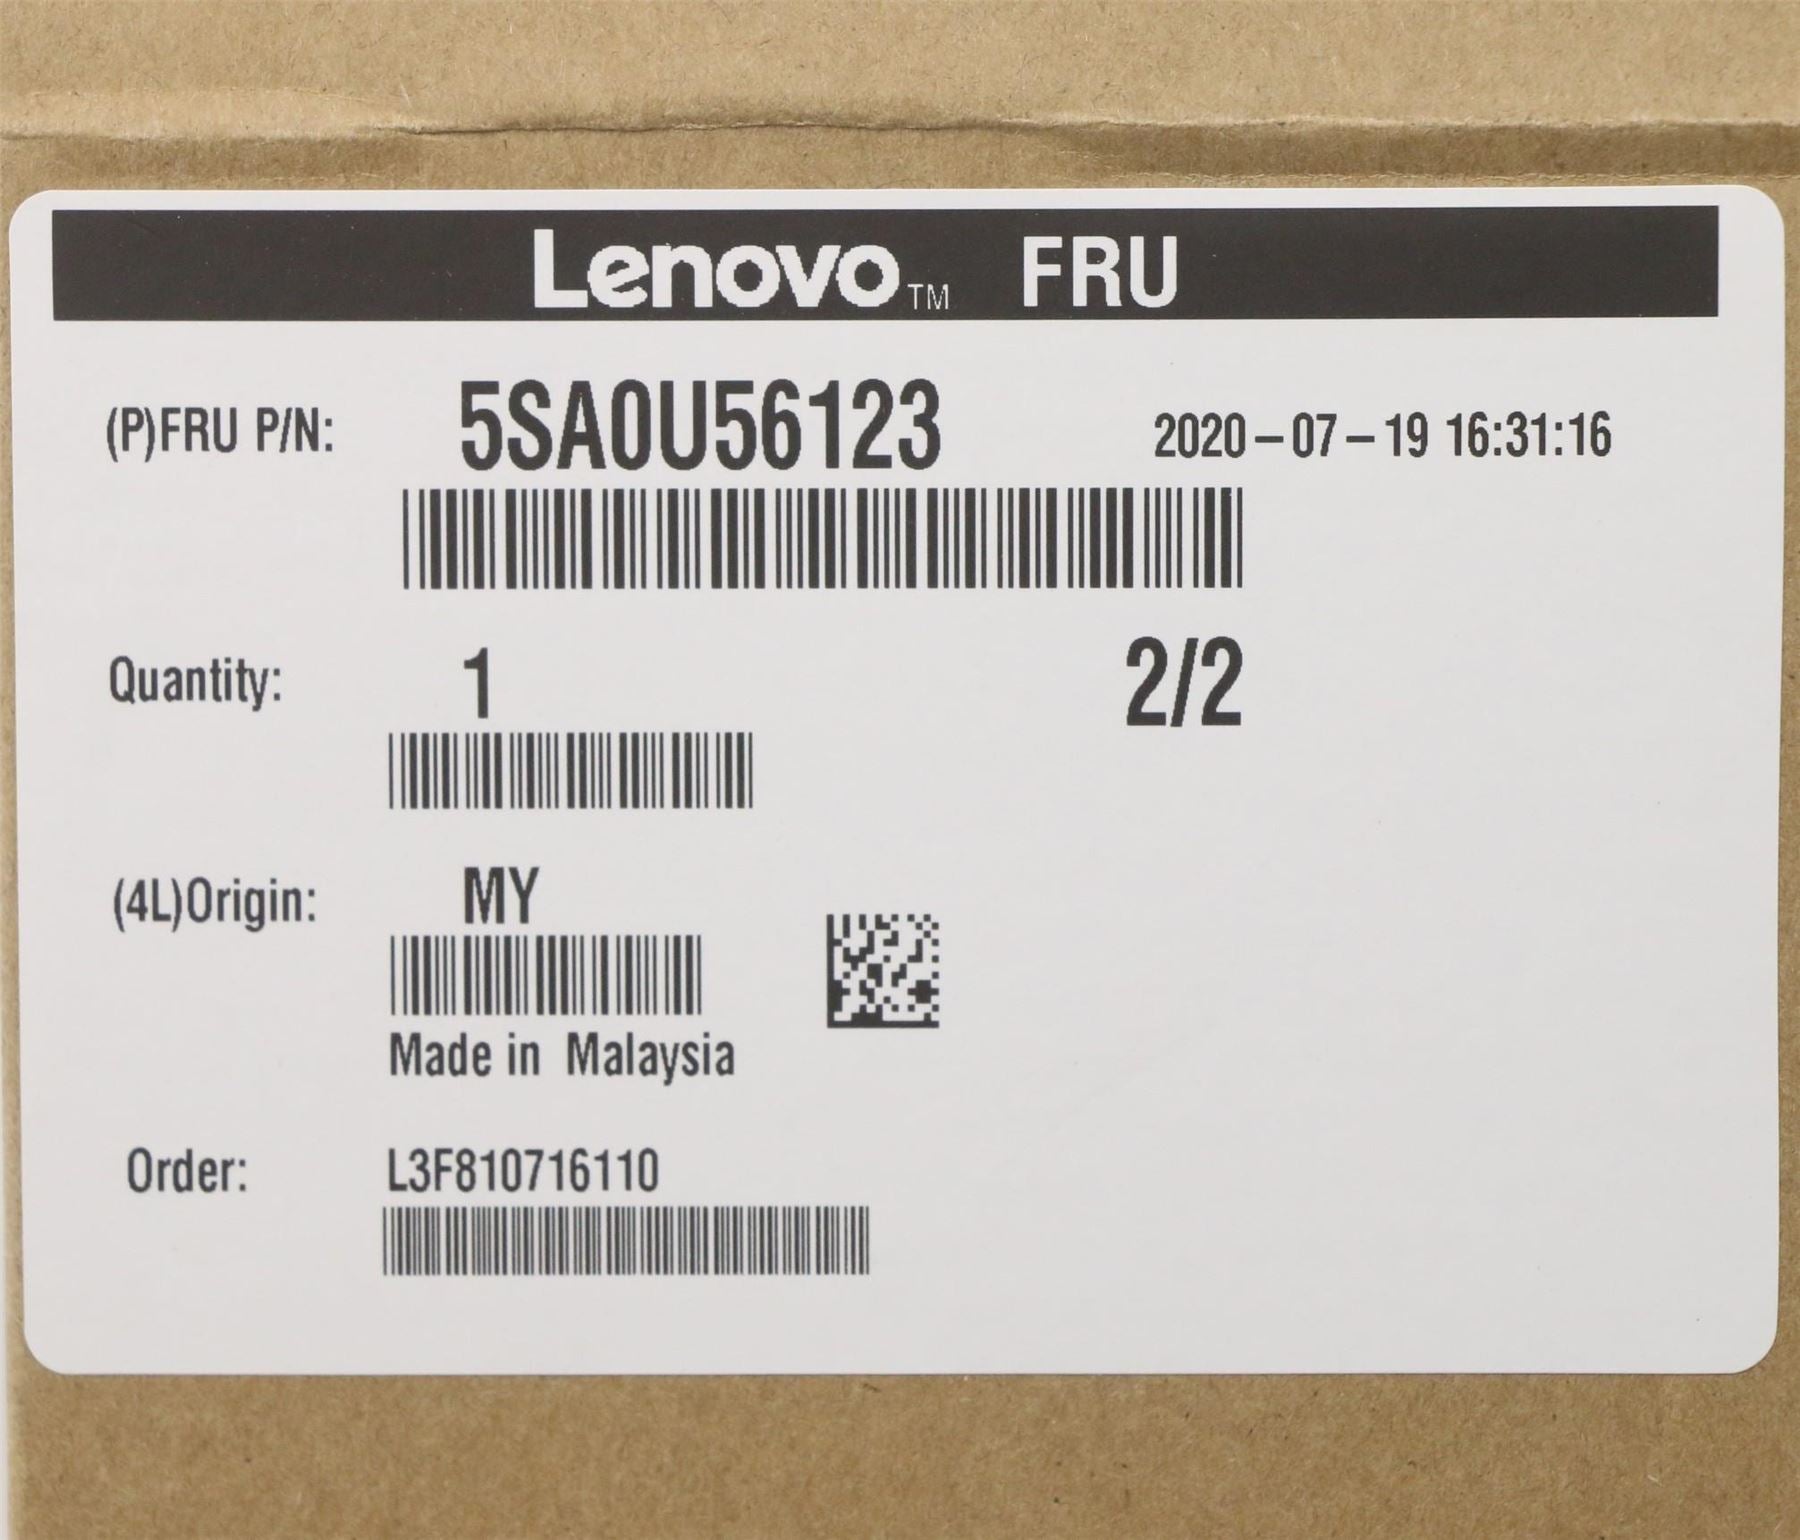 Lenovo™ FRU
(P)FRU P/N: 5SA0U56123 2020-07-19 16:31:16
Quantity: 1 2/2
(4L)Origin: MY
Made in Malaysia
Order: L3F810716110